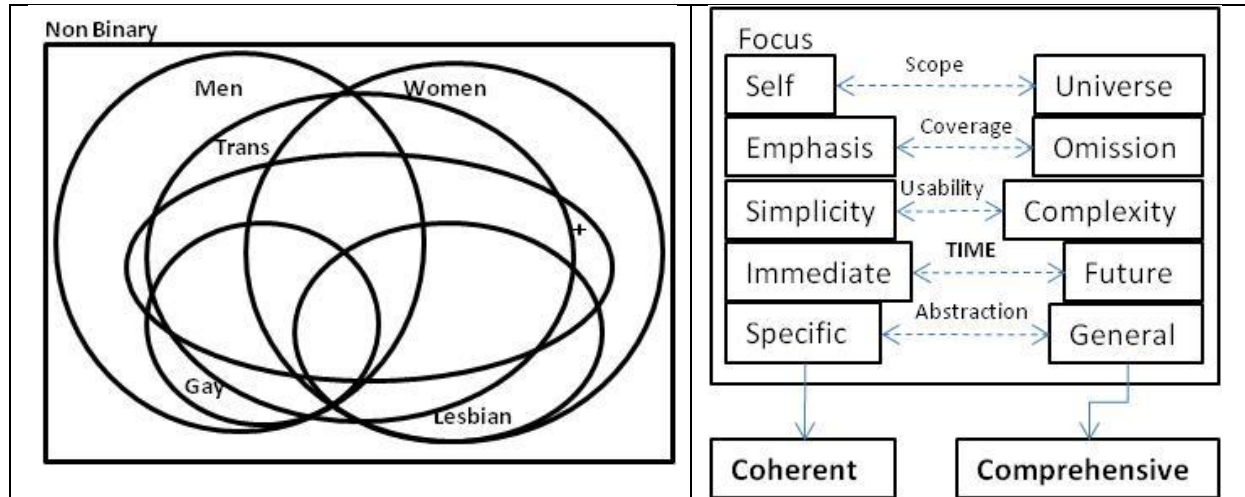 Non Binary
Men
Women
Trans
+
Gay
Lesbian
Focus
Self
Scope
Universe
Emphasis
Coverage
Omission
Simplicity
Usability
Complexity
Immediate
TIME
Future
Specific
Abstraction
General
Coherent
Comprehensive